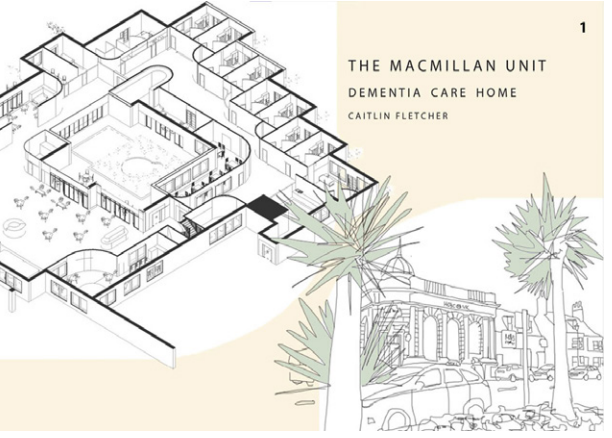 1
THE MACMILLAN UNIT
DEMENTIA CARE HOME
CAITLIN FLETCHER